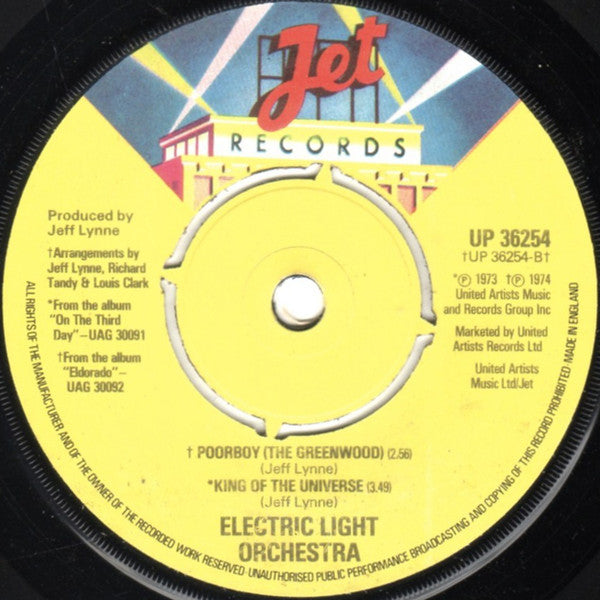 Jet
RECORDS
Produced by
Jeff Lynne
†Arrangements by
Jeff Lynne, Richard
Tandy & Louis Clark
*From the album
"On The Third
Day"–UAG 30091
†From the album
"Eldorado"–
UAG 30092
UP 36254
†UP 36254-B†
*℗ 1973 †℗ 1974
United Artists Music
and Records Group Inc
Marketed by United
Artists Records Ltd
United Artists
Music Ltd/Jet
† POORBOY (THE GREENWOOD) (2.56)
(Jeff Lynne)
*KING OF THE UNIVERSE (3.49)
(Jeff Lynne)
ELECTRIC LIGHT
ORCHESTRA
ALL RIGHTS OF THE MANUFACTURER AND OF THE OWNER OF THE RECORDED WORK RESERVED·UNAUTHORISED PUBLIC PERFORMANCE BROADCASTING AND COPYING OF THIS RECORD PROHIBITED·MADE IN ENGLAND